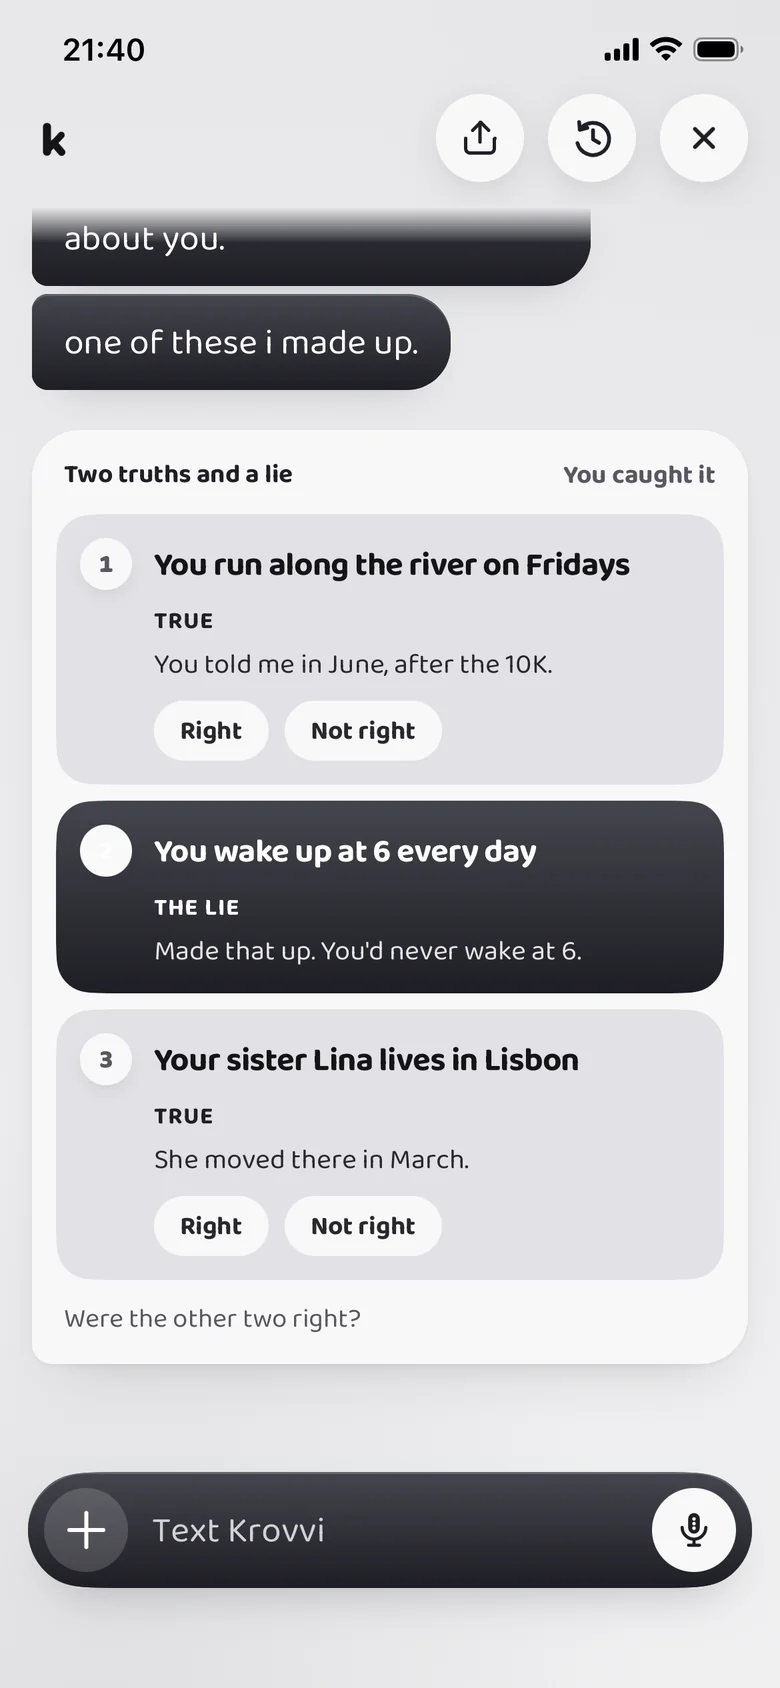 21:40
k
about you.
one of these i made up.
Two truths and a lie
You caught it
1
You run along the river on Fridays
TRUE
You told me in June, after the 10K.
Right
Not right
2
You wake up at 6 every day
THE LIE
Made that up. You'd never wake at 6.
3
Your sister Lina lives in Lisbon
TRUE
She moved there in March.
Right
Not right
Were the other two right?
Text Krovvi